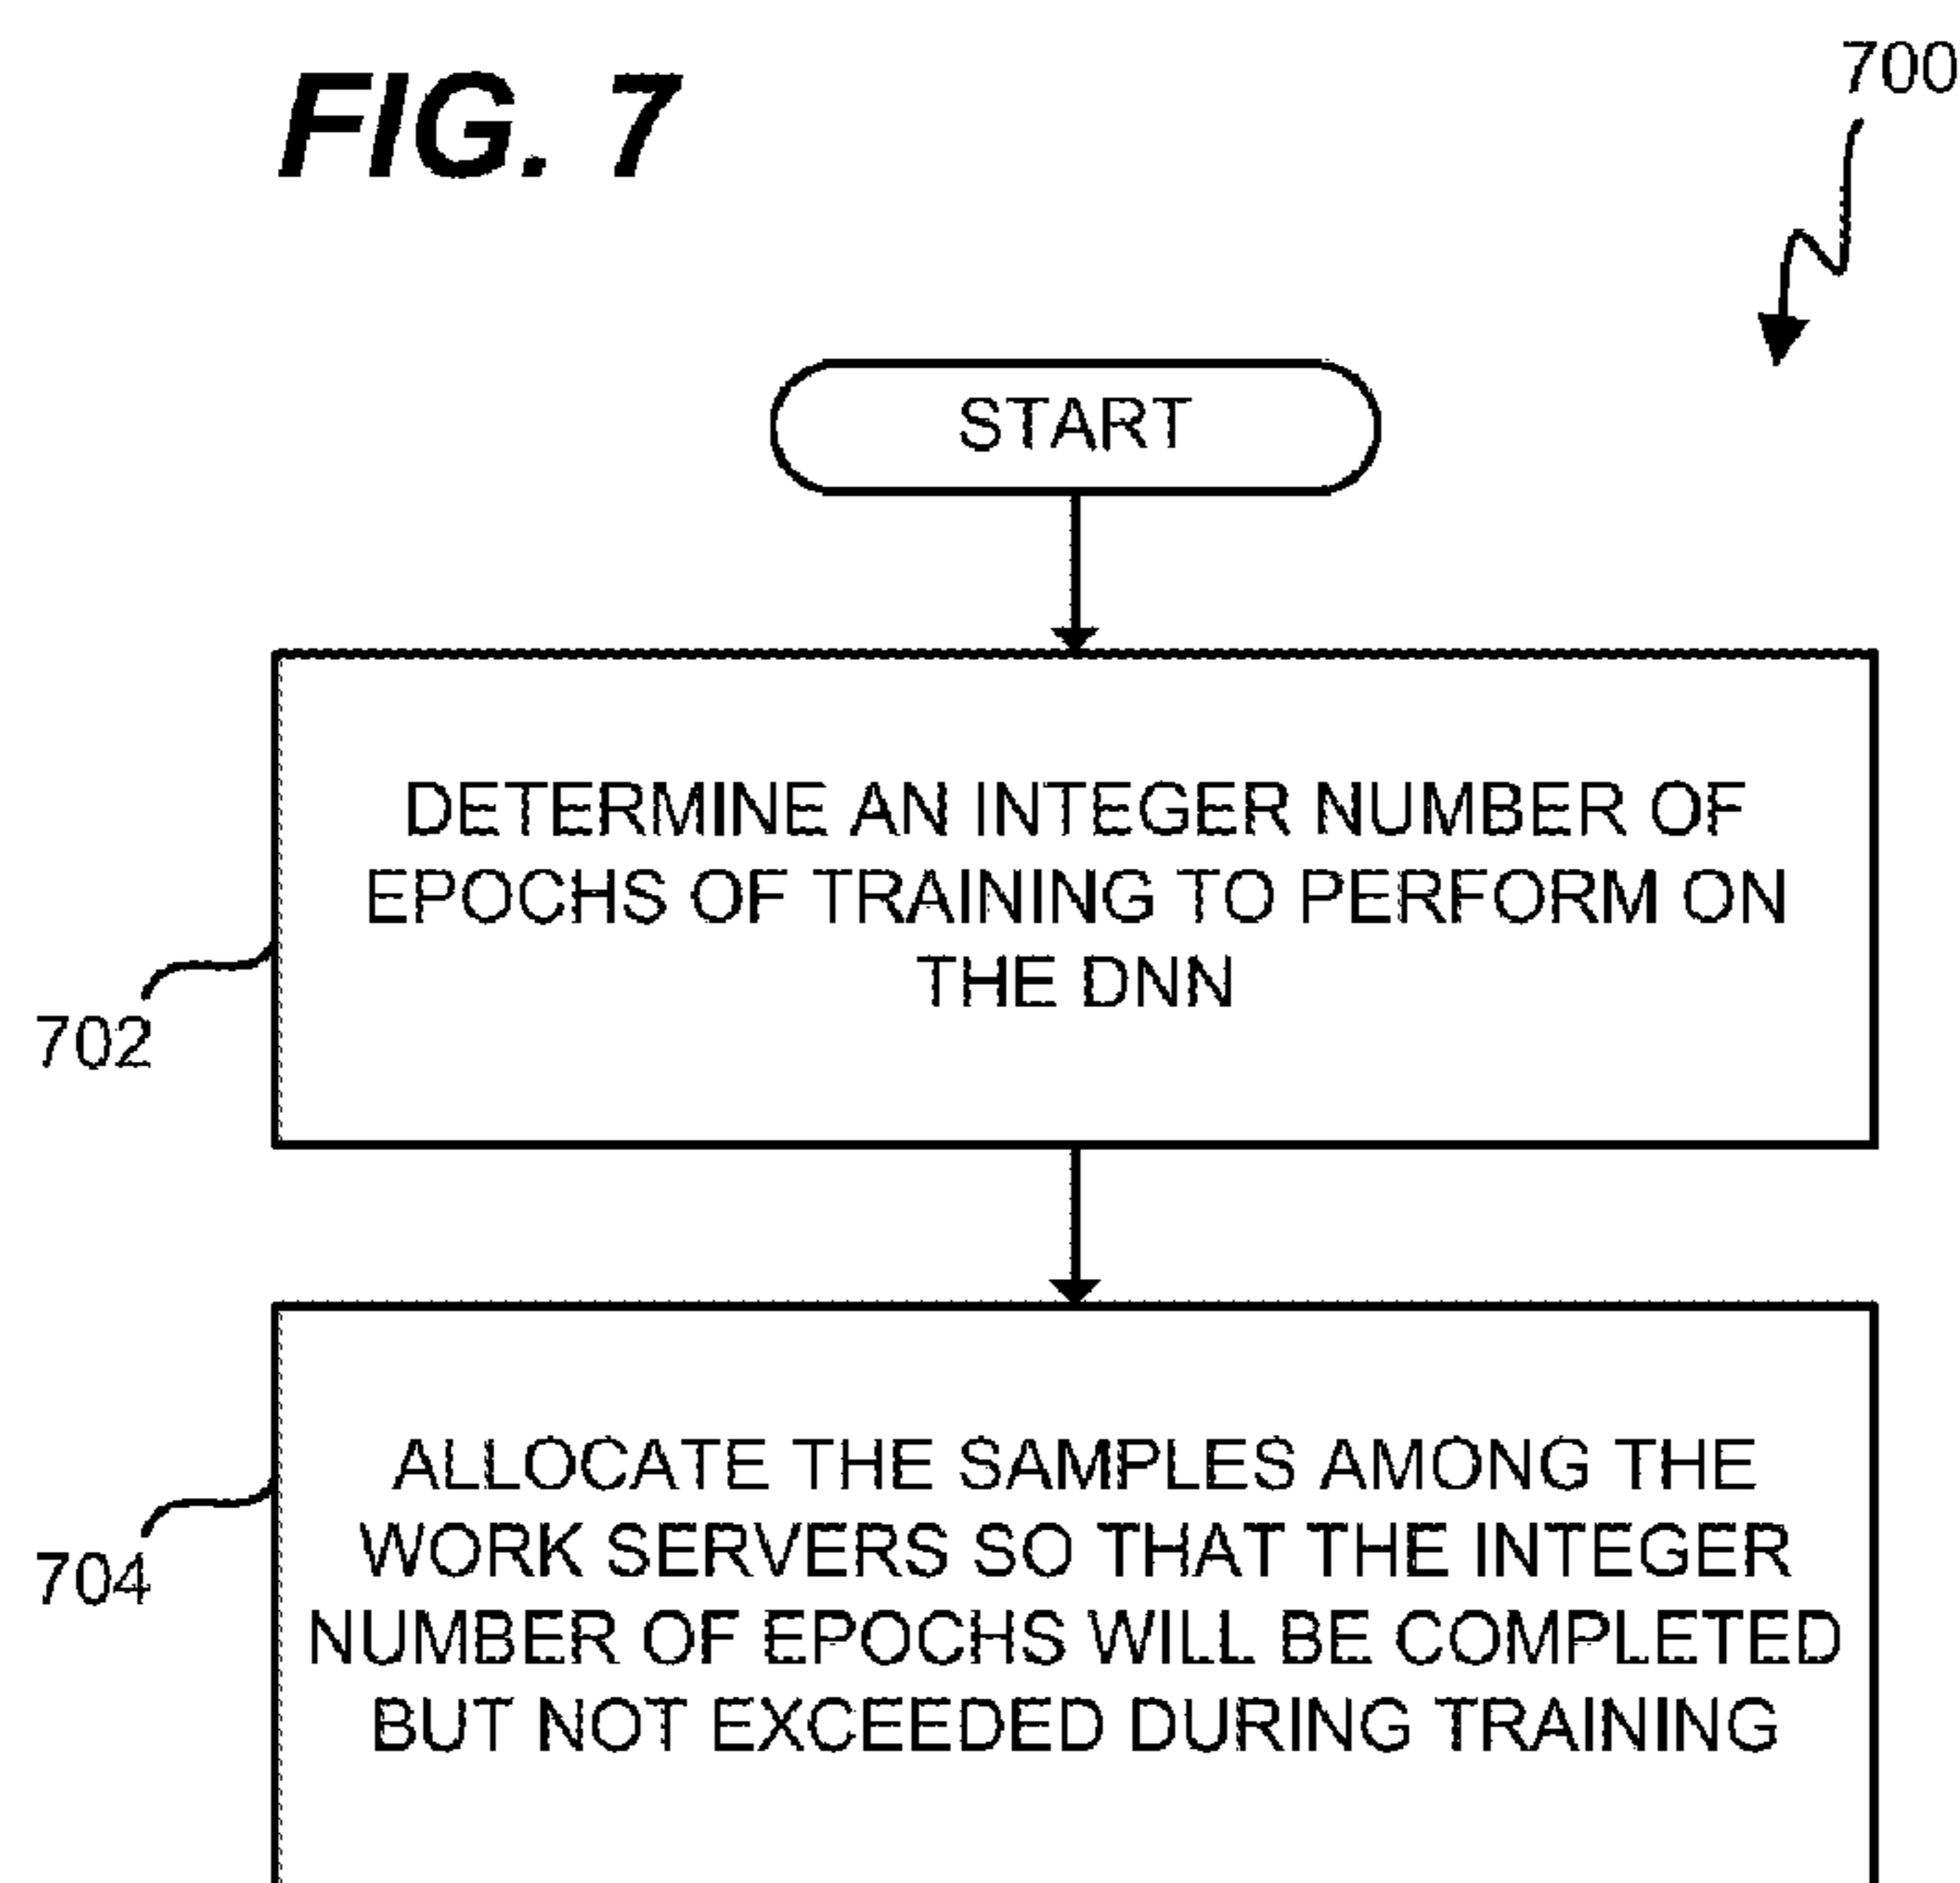 FIG. 7
700
START
DETERMINE AN INTEGER NUMBER OF
EPOCHS OF TRAINING TO PERFORM ON
THE DNN
702
ALLOCATE THE SAMPLES AMONG THE
WORK SERVERS SO THAT THE INTEGER
NUMBER OF EPOCHS WILL BE COMPLETED
BUT NOT EXCEEDED DURING TRAINING
704